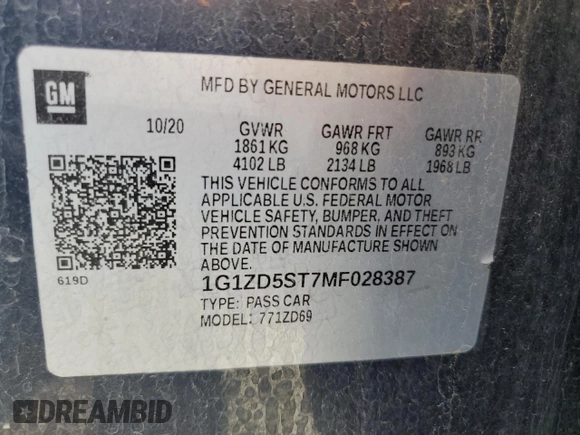 GM
MFD BY GENERAL MOTORS LLC
10/20 GVWR GAWR FRT GAWR RR
1861 KG 968 KG 893 KG
4102 LB 2134 LB 1968 LB
THIS VEHICLE CONFORMS TO ALL
APPLICABLE U.S. FEDERAL MOTOR
VEHICLE SAFETY, BUMPER, AND THEFT
PREVENTION STANDARDS IN EFFECT ON
THE DATE OF MANUFACTURE SHOWN
ABOVE.
619D
1G1ZD5ST7MF028387
TYPE: PASS CAR
MODEL: 771ZD69
DREAMBID